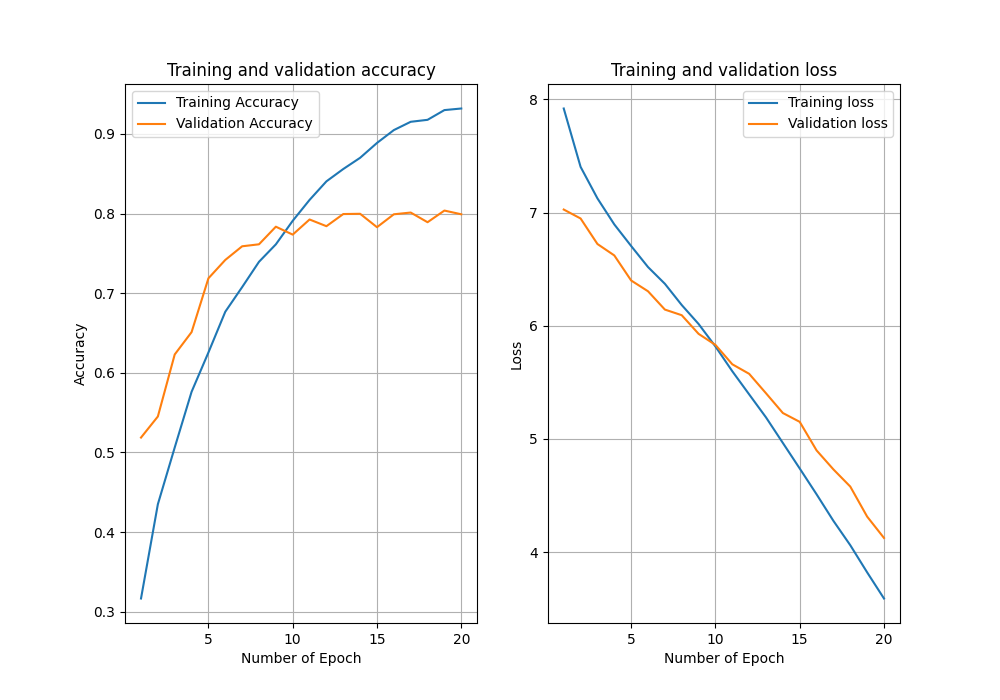 Training and validation accuracy
Training Accuracy
Validation Accuracy
0.9
0.8
0.7
0.6
0.5
0.4
0.3
Accuracy
5 10 15 20
Number of Epoch
Training and validation loss
Training loss
Validation loss
8
7
6
5
4
Loss
5 10 15 20
Number of Epoch